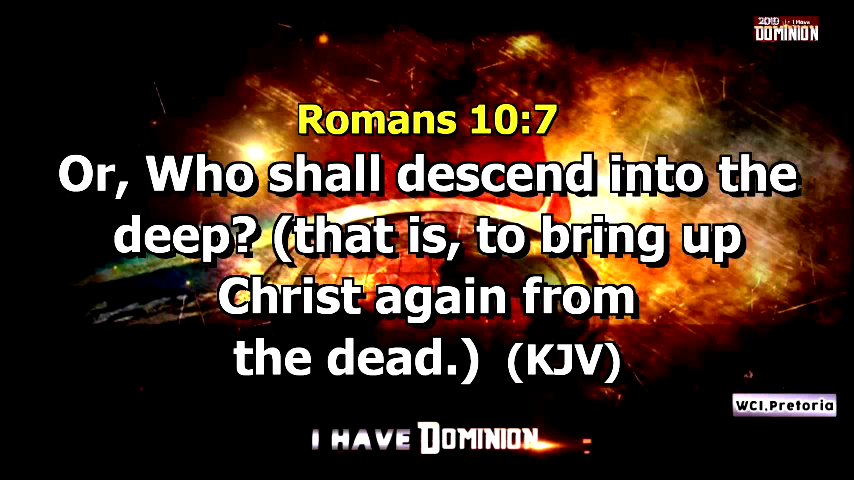 2019 I Have
DOMINION
Romans 10:7
Or, Who shall descend into the
deep? (that is, to bring up
Christ again from
the dead.) (KJV)
WCI.Pretoria
I HAVE DOMINION